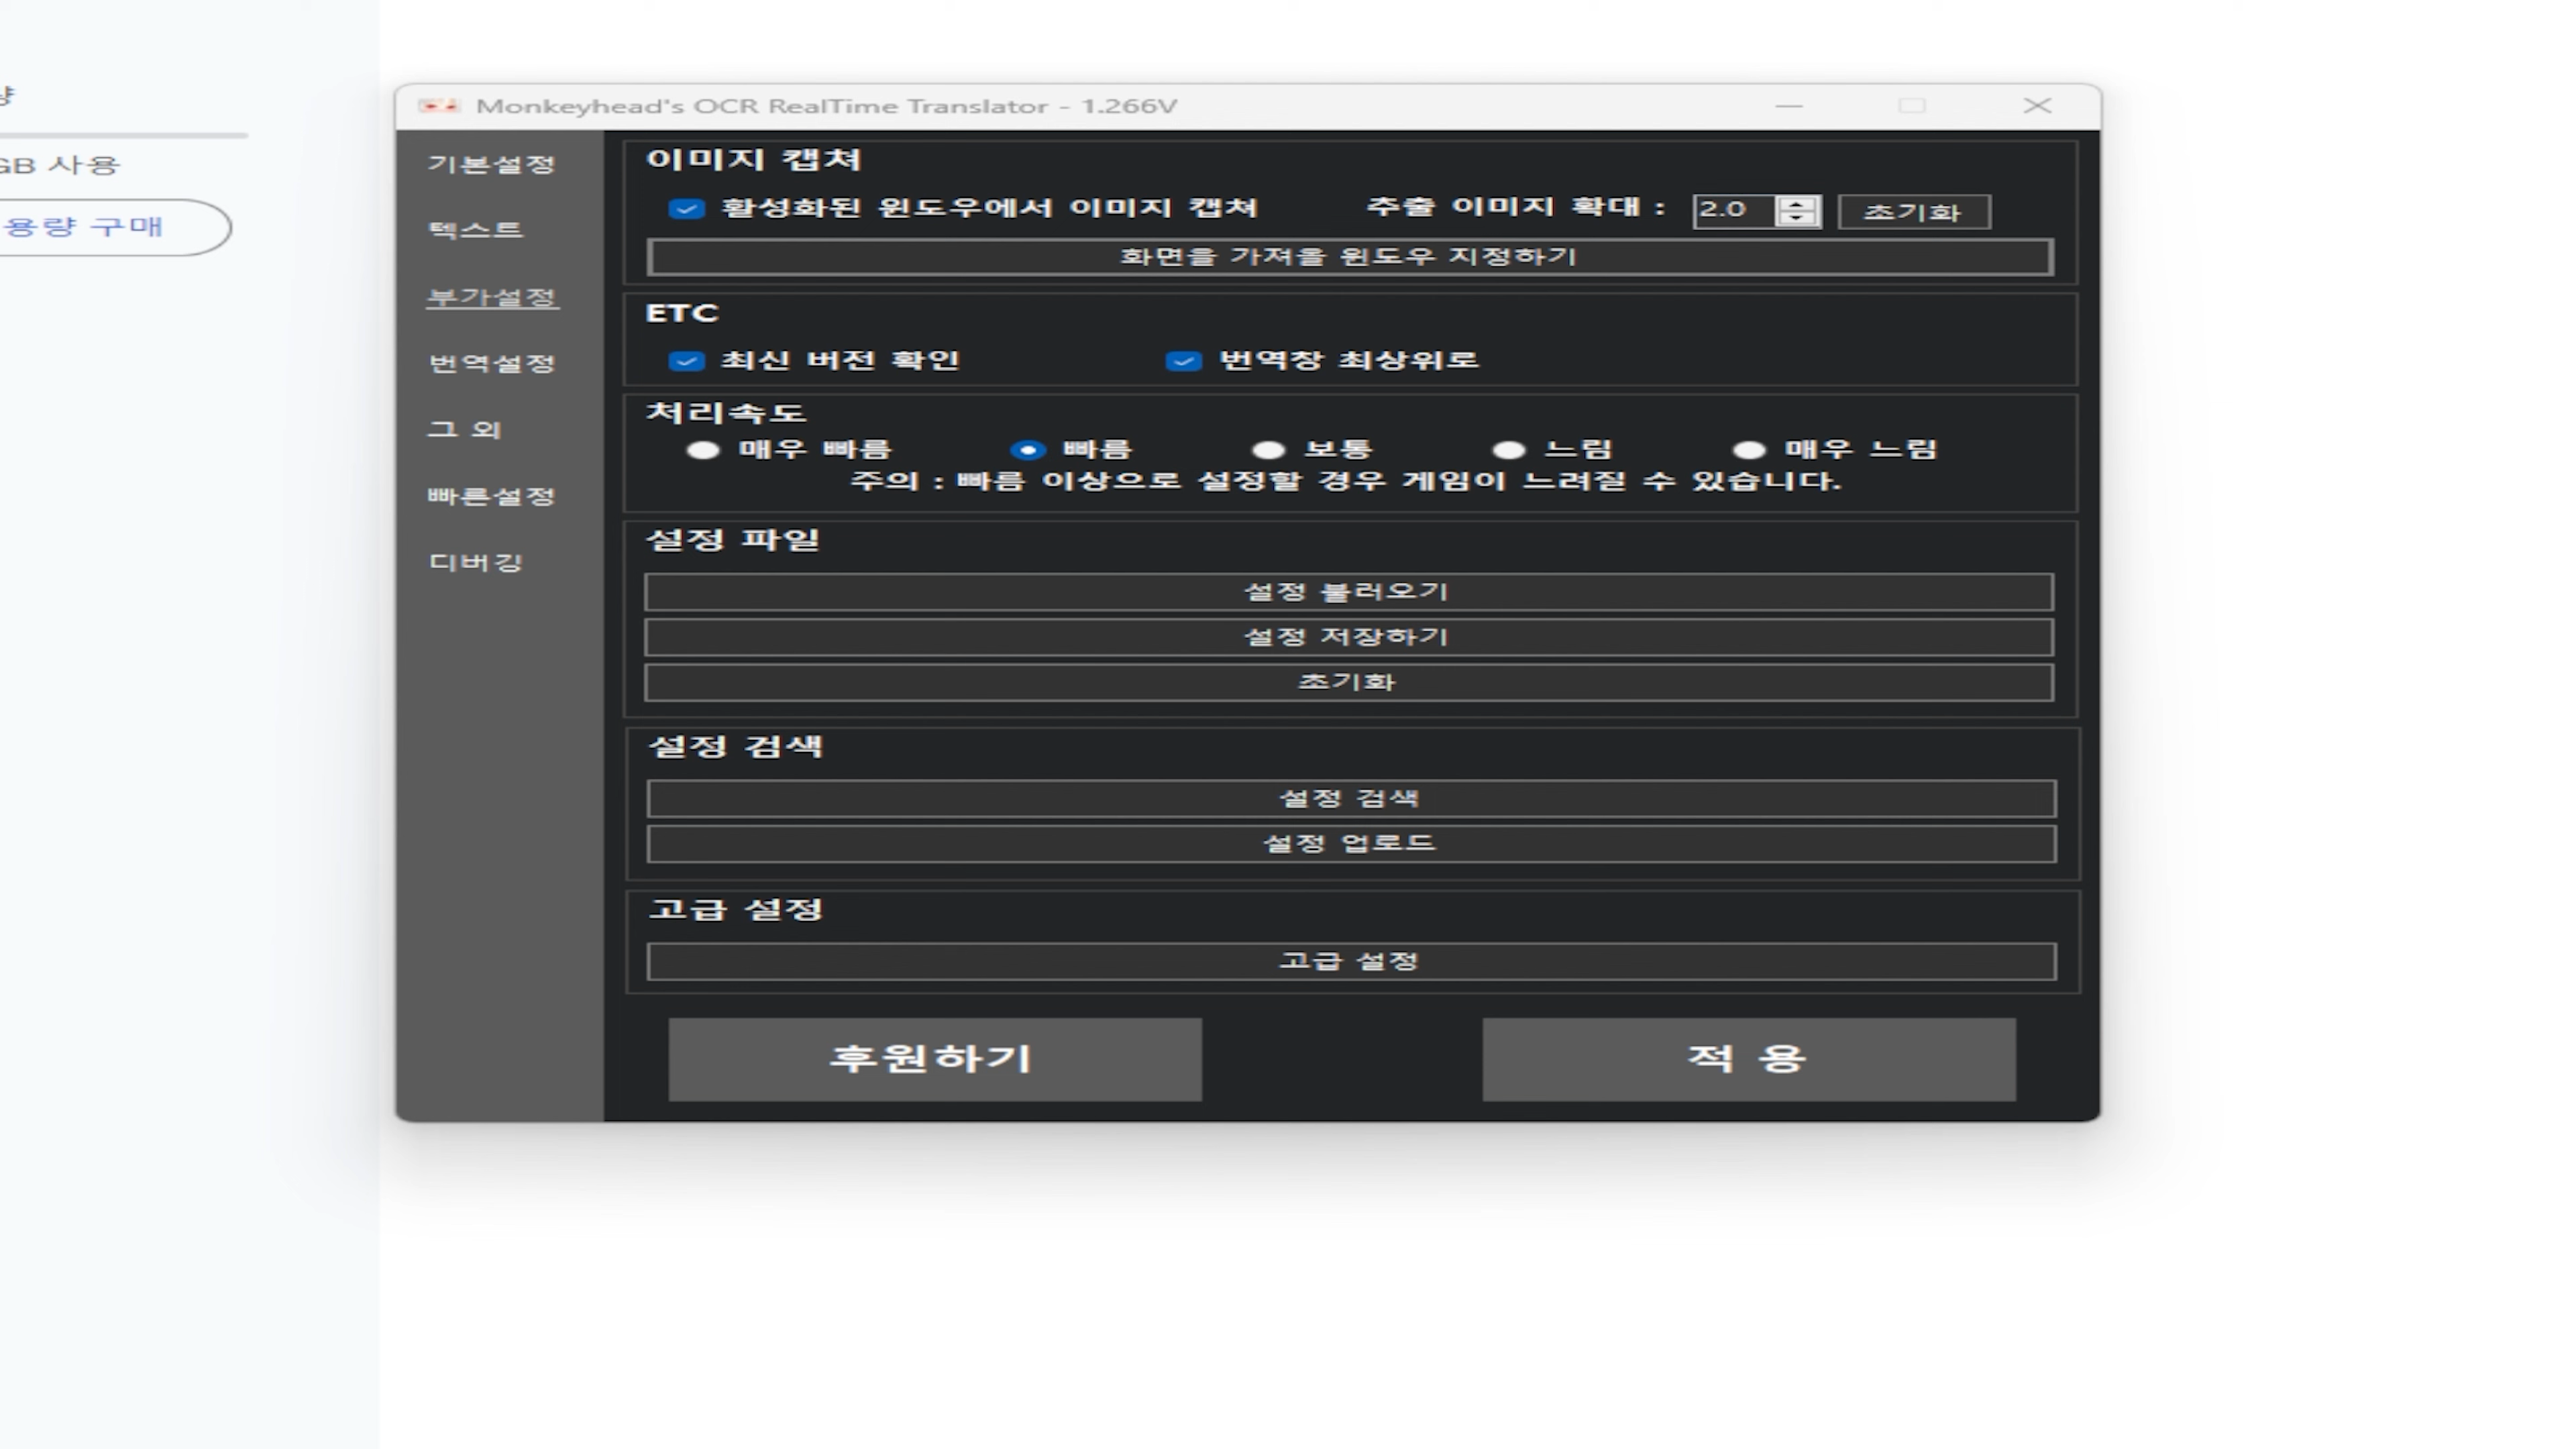 Monkeyhead's OCR RealTime Translator - 1.266V
GB 사용
용량 구매
기본설정
텍스트
부가설정
번역설정
그 외
빠른설정
디버깅
이미지 캡쳐
활성화된 윈도우에서 이미지 캡쳐
추출 이미지 확대 : 2.0 초기화
화면을 가져올 윈도우 지정하기
ETC
최신 버전 확인
번역창 최상위로
처리속도
매우 빠름 빠름 보통 느림 매우 느림
주의 : 빠름 이상으로 설정할 경우 게임이 느려질 수 있습니다.
설정 파일
설정 불러오기
설정 저장하기
초기화
설정 검색
설정 검색
설정 업로드
고급 설정
고급 설정
후원하기
적 용